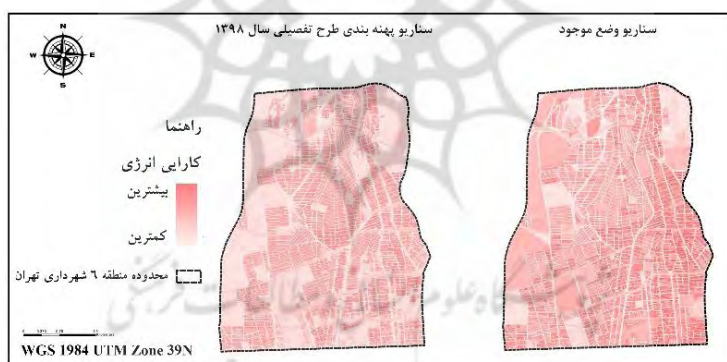 سناریو وضع موجود
سناریو پهنه بندی طرح تفصیلی سال ۱۳۹۸
N
W E
S
راهنما
کارایی انرژی
بیشترین
کمترین
محدوده منطقه ۶ شهرداری تهران
WGS 1984 UTM Zone 39N